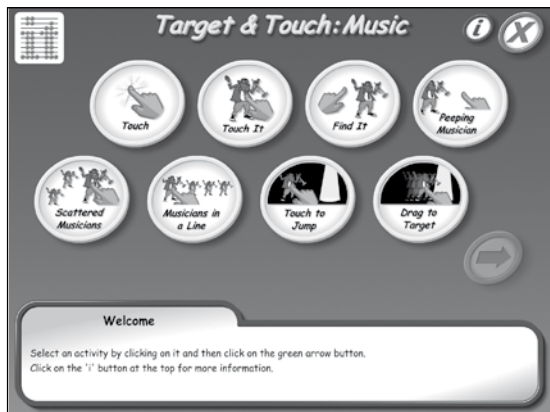 Target & Touch: Music
i
X
Touch
Touch It
Find It
Peeping
Musician
Scattered
Musicians
Musicians in
a Line
Touch to
Jump
Drag to
Target
Welcome
Select an activity by clicking on it and then click on the green arrow button.
Click on the 'i' button at the top for more information.